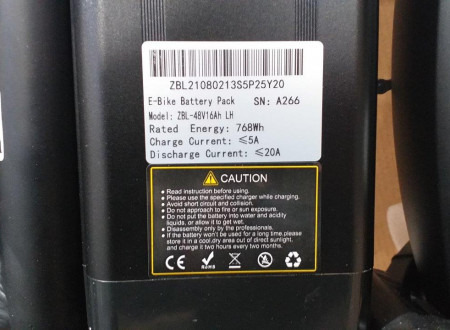 ZBL21080213S5P25Y20
E-Bike Battery Pack SN: A266
Model: ZBL-48V16Ah LH
Rated Energy: 768Wh
Charge Current: ≤5A
Discharge Current: ≤20A
CAUTION
• Read instruction before using.
• Please use the specified charger while charging.
• Avoid short circuit and collision.
• Do not approach to fire or sun exposure.
• Do not put the battery into water and acidity
liquids, or allow it to get wet.
• Disassembly only by the professionals.
• If the battery won't be used for a long time,please
store it in a cool,dry area out of direct sunlight,
and charge it two hours every two months.
CE RoHS